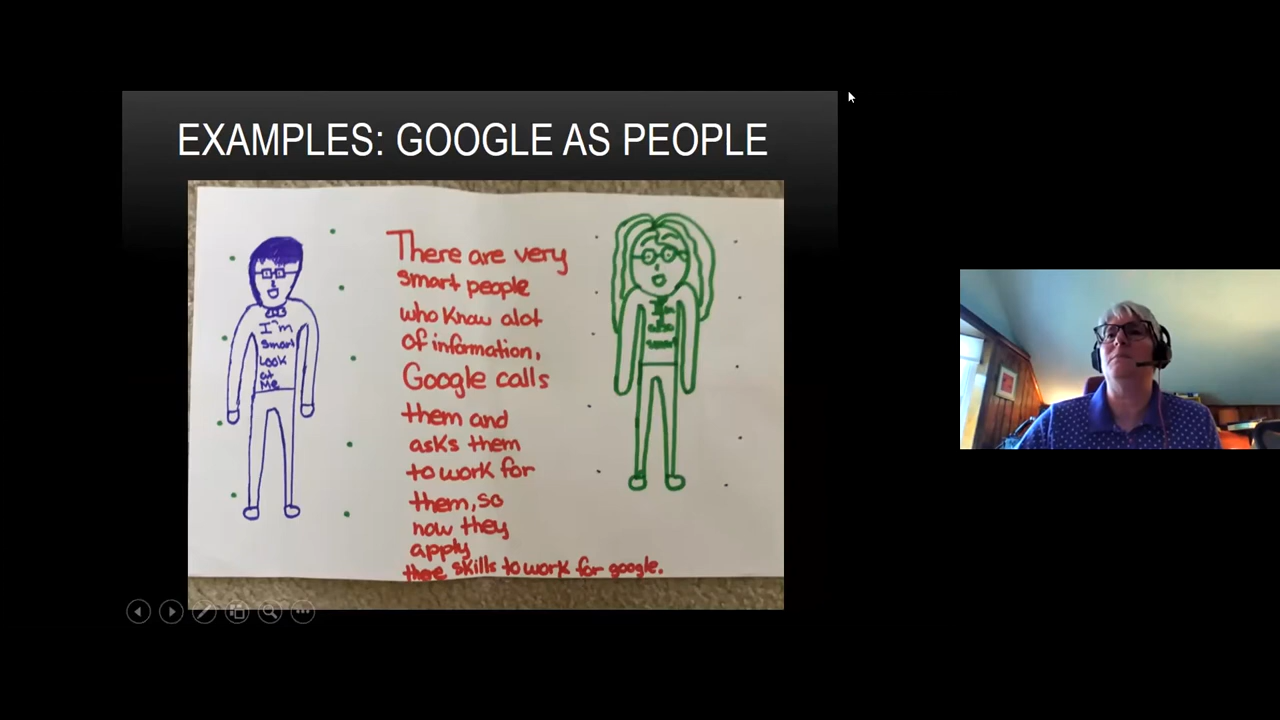 EXAMPLES: GOOGLE AS PEOPLE
There are very
smart people
who know alot
of information.
Google calls
them and
asks them
to work for
them, so
now they
apply
there skills to work for google.
I'm
smart
Look
at
Me